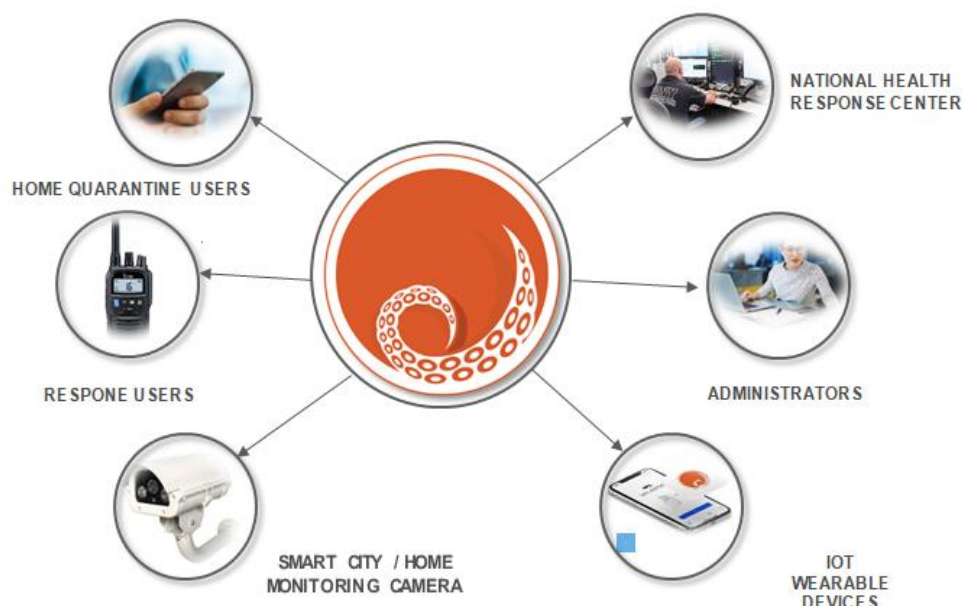 NATIONAL HEALTH
RESPONSE CENTER
HOME QUARANTINE USERS
RESPONE USERS
ADMINISTRATORS
SMART CITY / HOME
MONITORING CAMERA
IOT
WEARABLE
DEVICES